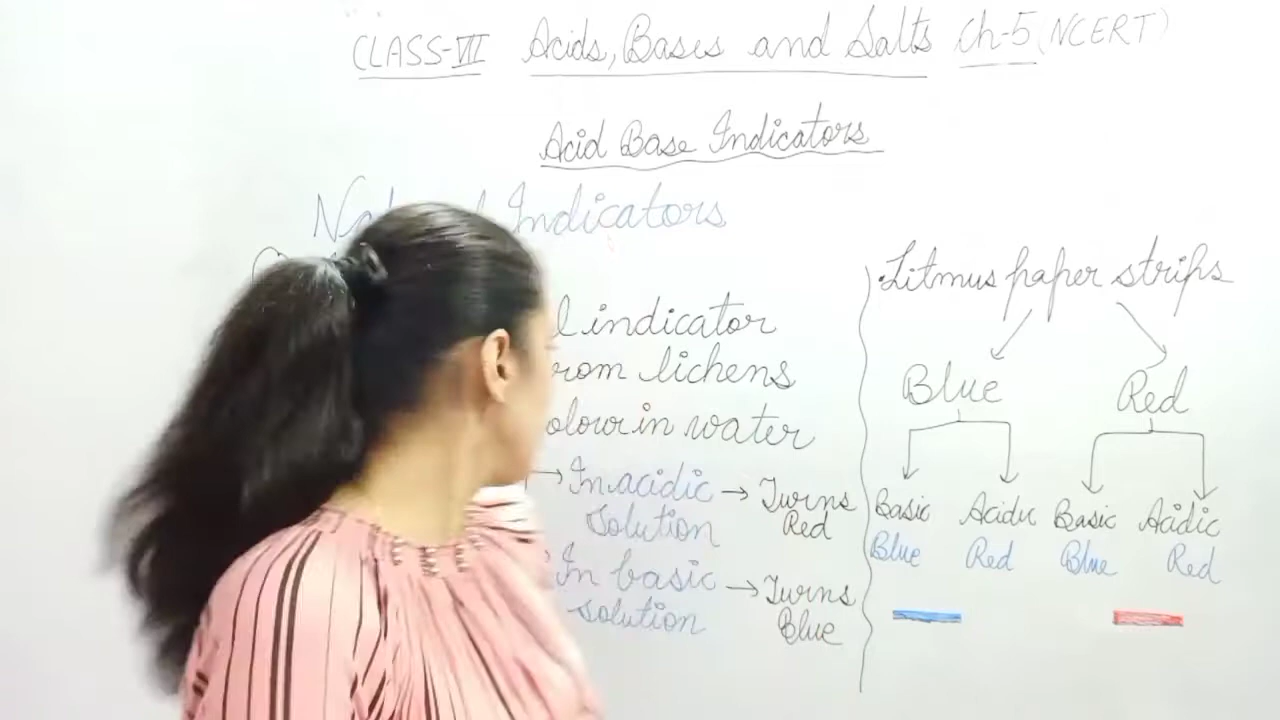 CLASS-VII Acids, Bases and Salts Ch-5 (NCERT)
Acid Base Indicators
Indicators
indicator
lichens
in water
→ In acidic → Turns
solution Red
In basic → Turns
solution Blue
Litmus paper strips
Blue Red
Basic Acidic Basic Acidic
Blue Red Blue Red